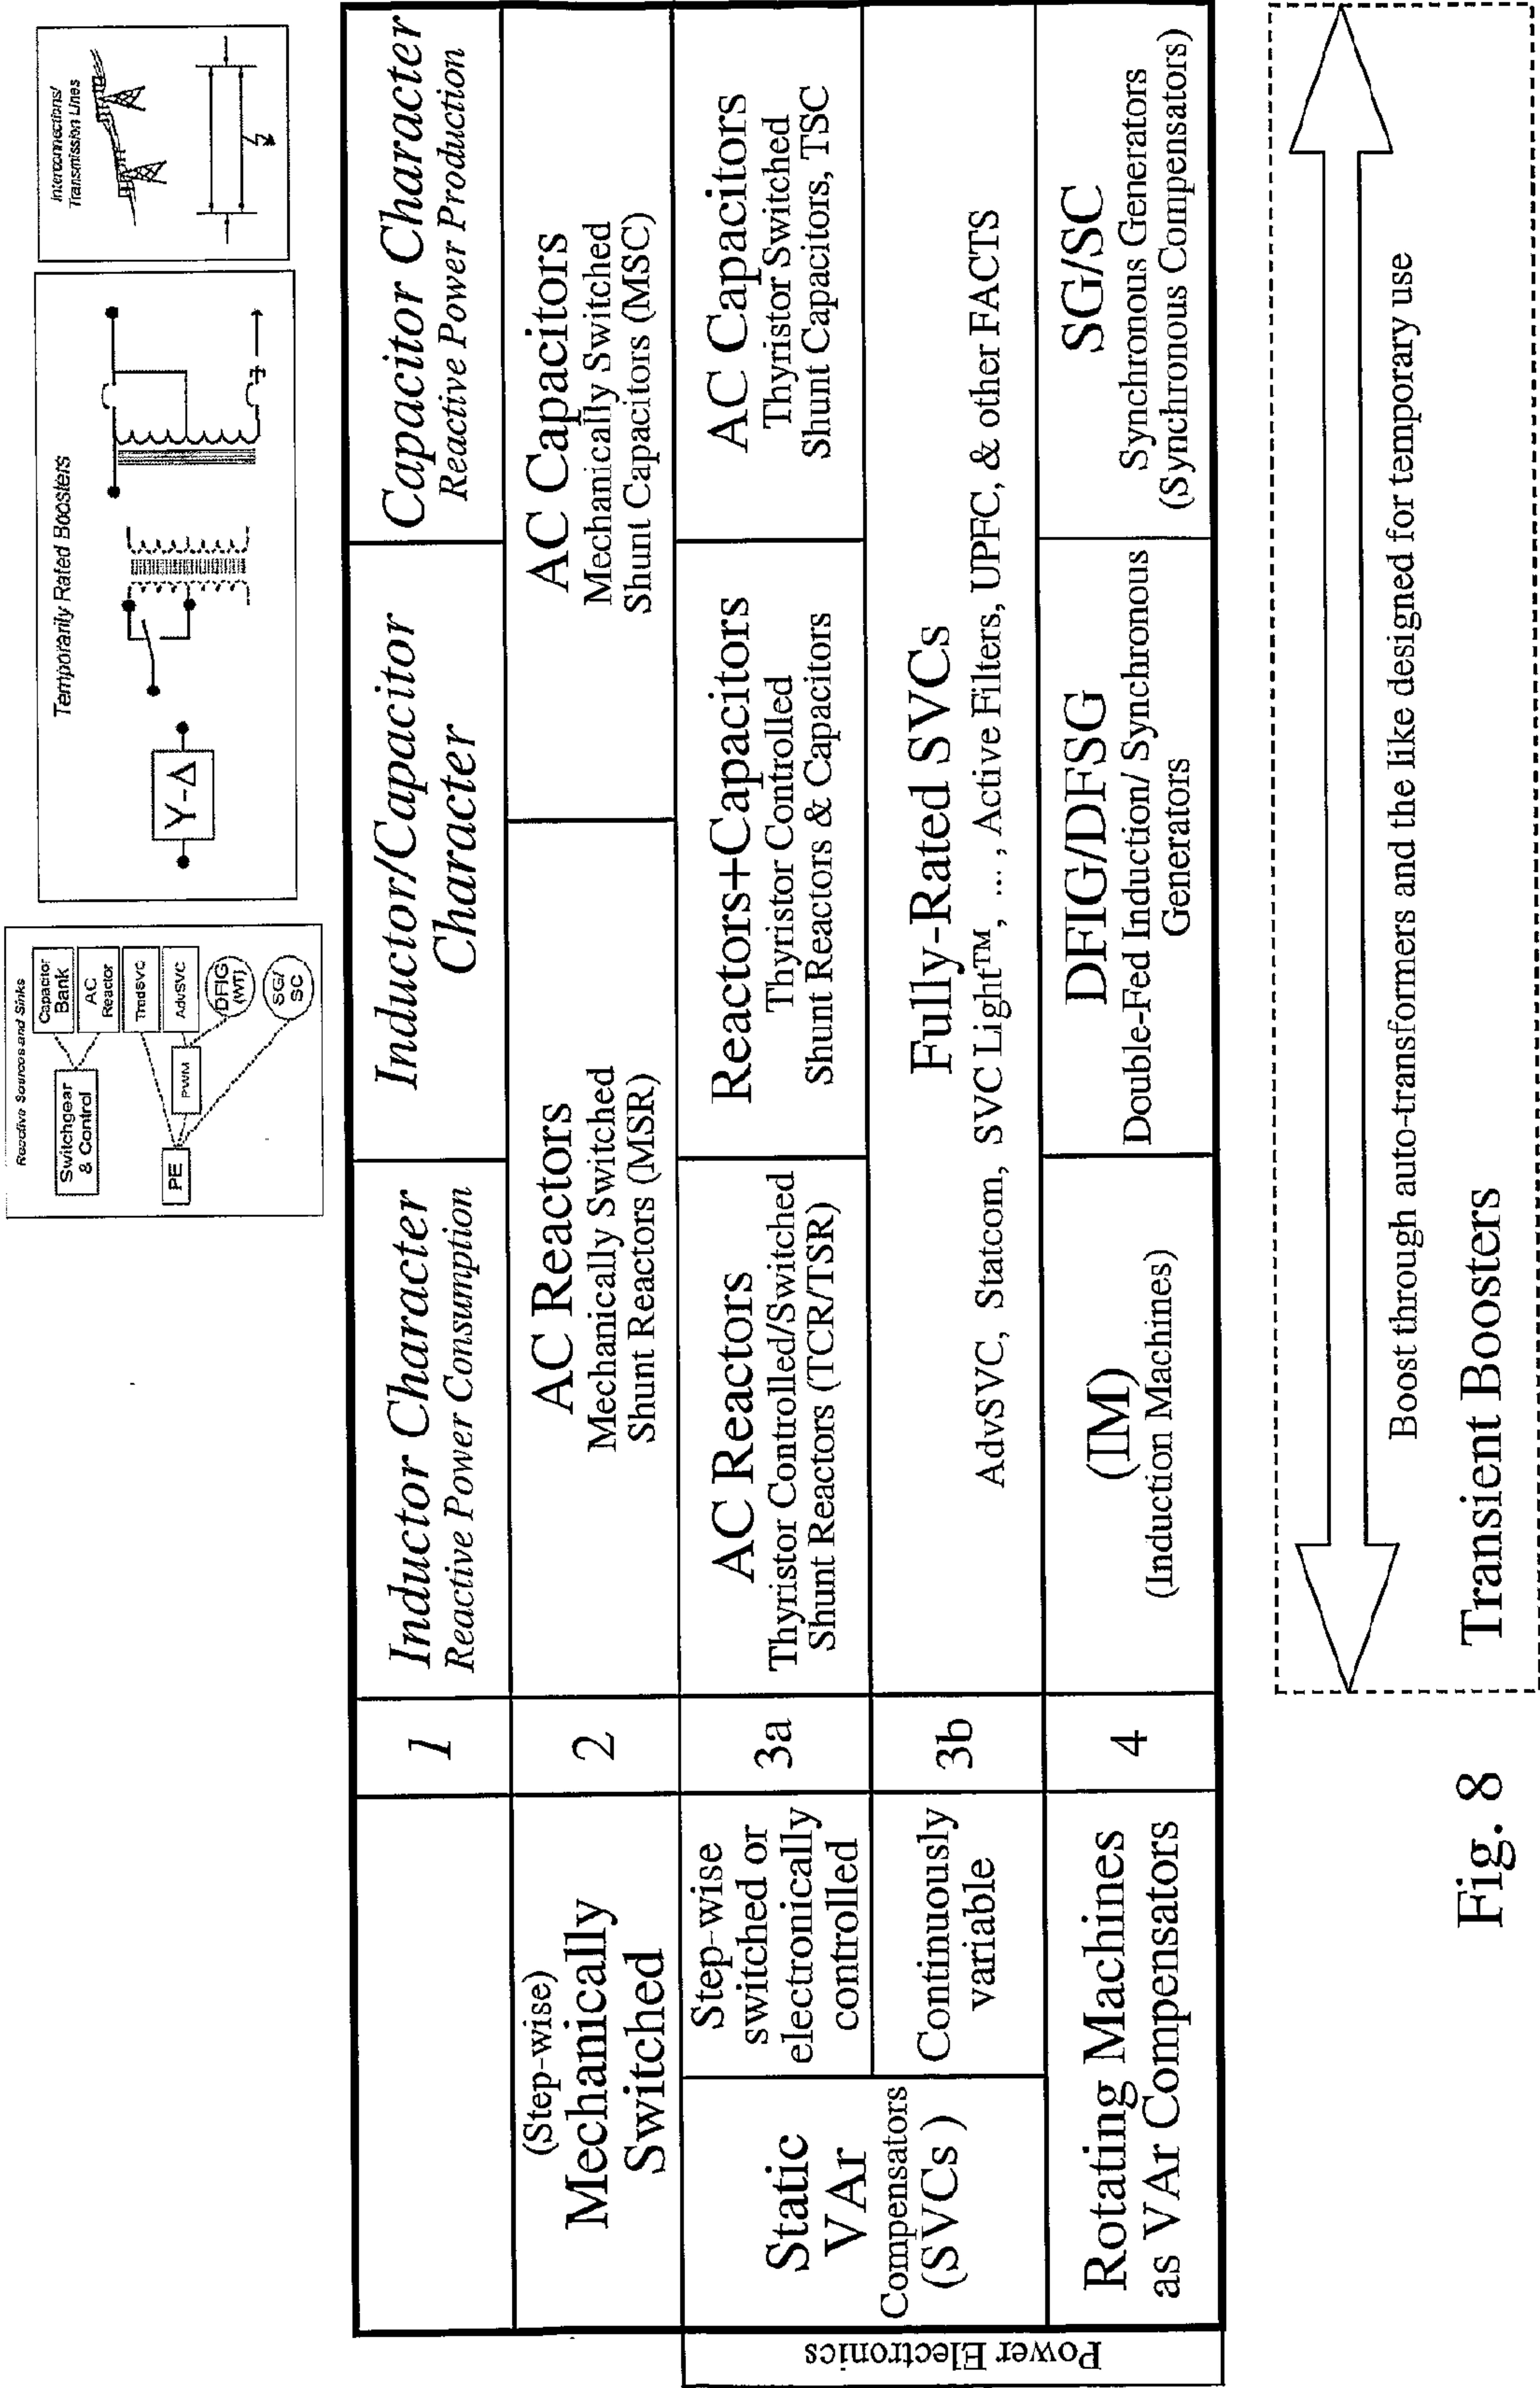 Reactive Sources and Sinks
Switchgear
& Control
Capacitor
Bank
AC
Reactor
TradSVC
AdvSVC
DFIG
(WT)
SG/
SC
PE
PWM
Temporarily Rated Boosters
Y-Δ
Interconnections/
Transmission Lines
Z
1
Inductor Character
Reactive Power Consumption
Inductor/Capacitor
Character
Capacitor Character
Reactive Power Production
(Step-wise)
Mechanically
Switched
2
AC Reactors
Mechanically Switched
Shunt Reactors (MSR)
AC Capacitors
Mechanically Switched
Shunt Capacitors (MSC)
Power Electronics
Static
VAr
Compensators
(SVCs )
Step-wise
switched or
electronically
controlled
3a
AC Reactors
Thyristor Controlled/Switched
Shunt Reactors (TCR/TSR)
Reactors+Capacitors
Thyristor Controlled
Shunt Reactors & Capacitors
AC Capacitors
Thyristor Switched
Shunt Capacitors, TSC
Continuously
variable
3b
Fully-Rated SVCs
AdvSVC, Statcom, SVC Light™, ... , Active Filters, UPFC, & other FACTS
Rotating Machines
as VAr Compensators
4
(IM)
(Induction Machines)
DFIG/DFSG
Double-Fed Induction/ Synchronous
Generators
SG/SC
Synchronous Generators
(Synchronous Compensators)
Boost through auto-transformers and the like designed for temporary use
Fig. 8
Transient Boosters